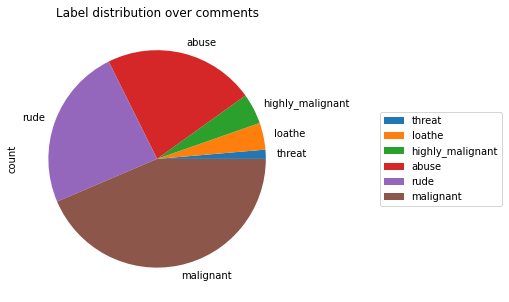 Label distribution over comments
abuse
rude
highly_malignant
loathe
threat
count
malignant
threat
loathe
highly_malignant
abuse
rude
malignant